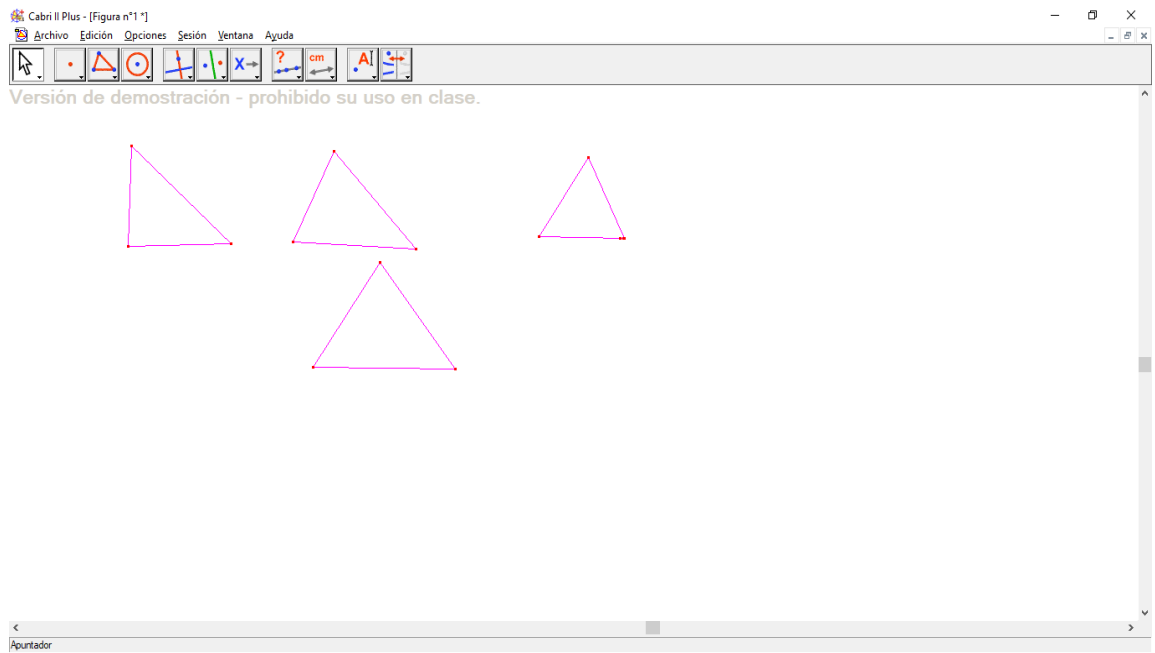 Cabri II Plus - [Figura n°1 *]
Archivo Edición Opciones Sesión Ventana Ayuda
X ? cm A
Versión de demostración - prohibido su uso en clase.
Apuntador